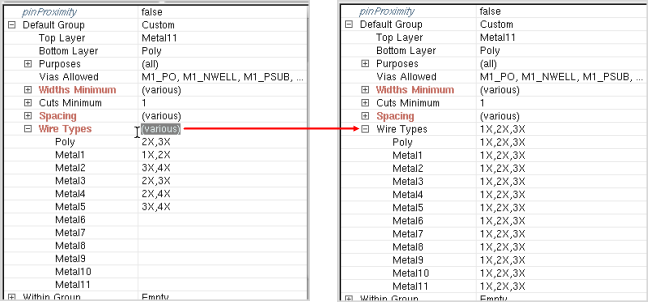 pinProximity false
Default Group Custom
Top Layer Metal11
Bottom Layer Poly
Purposes (all)
Vias Allowed M1_PO, M1_NWELL, M1_PSUB, ...
Widths Minimum (various)
Cuts Minimum 1
Spacing (various)
Wire Types (various)
Poly 2X,3X
Metal1 1X,2X
Metal2 3X,4X
Metal3 2X,3X
Metal4 2X,4X
Metal5 3X,4X
Metal6
Metal7
Metal8
Metal9
Metal10
Metal11
Within Group Empty
pinProximity false
Default Group Custom
Top Layer Metal11
Bottom Layer Poly
Purposes (all)
Vias Allowed M1_PO, M1_NWELL, M1_PSUB, ...
Widths Minimum (various)
Cuts Minimum 1
Spacing (various)
Wire Types 1X,2X,3X
Poly 1X,2X,3X
Metal1 1X,2X,3X
Metal2 1X,2X,3X
Metal3 1X,2X,3X
Metal4 1X,2X,3X
Metal5 1X,2X,3X
Metal6 1X,2X,3X
Metal7 1X,2X,3X
Metal8 1X,2X,3X
Metal9 1X,2X,3X
Metal10 1X,2X,3X
Metal11 1X,2X,3X
Within Group Empty